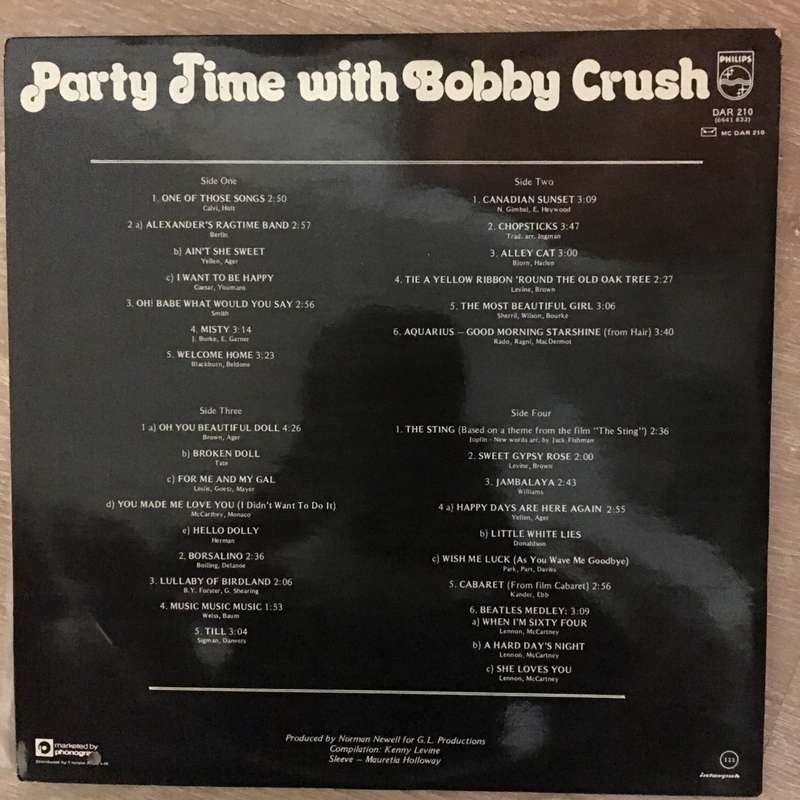 Party Time with Bobby Crush
PHILIPS
DAR 210
(6641 632)
MC DAR 210
Side One
1. ONE OF THOSE SONGS 2:50
Calvi, Holt
2 a) ALEXANDER'S RAGTIME BAND 2:57
Berlin
b) AIN'T SHE SWEET
Yellen, Ager
c) I WANT TO BE HAPPY
Caesar, Youmans
3. OH! BABE WHAT WOULD YOU SAY 2:56
Smith
4. MISTY 3:14
J. Burke, E. Garner
5. WELCOME HOME 3:23
Blackburn, Beldone
Side Two
1. CANADIAN SUNSET 3:09
N. Gimbel, E. Heywood
2. CHOPSTICKS 3:47
Trad. arr. Ingman
3. ALLEY CAT 3:00
Bjorn, Harlen
4. TIE A YELLOW RIBBON 'ROUND THE OLD OAK TREE 2:27
Levine, Brown
5. THE MOST BEAUTIFUL GIRL 3:06
Sherril, Wilson, Bourke
6. AQUARIUS – GOOD MORNING STARSHINE (from Hair) 3:40
Rado, Ragni, MacDermot
Side Three
1 a) OH YOU BEAUTIFUL DOLL 4:26
Brown, Ager
b) BROKEN DOLL
Tate
c) FOR ME AND MY GAL
Leslie, Goetz, Mayer
d) YOU MADE ME LOVE YOU (I Didn't Want To Do It)
McCarthey, Monaco
e) HELLO DOLLY
Herman
2. BORSALINO 2:36
Bolling, Delanoe
3. LULLABY OF BIRDLAND 2:06
B.Y. Forster, G. Shearing
4. MUSIC MUSIC MUSIC 1:53
Weiss, Baum
5. TILL 3:04
Sigman, Danvers
Side Four
1. THE STING (Based on a theme from the film "The Sting") 2:36
Joplin – New words arr. by Jack Fishman
2. SWEET GYPSY ROSE 2:00
Levine, Brown
3. JAMBALAYA 2:43
Williams
4 a) HAPPY DAYS ARE HERE AGAIN 2:55
Yellen, Ager
b) LITTLE WHITE LIES
Donaldson
c) WISH ME LUCK (As You Wave Me Goodbye)
Park, Parr, Davies
5. CABARET (From film Cabaret) 2:56
Kander, Ebb
6. BEATLES MEDLEY: 3:09
a) WHEN I'M SIXTY FOUR
Lennon, McCartney
b) A HARD DAY'S NIGHT
Lennon, McCartney
c) SHE LOVES YOU
Lennon, McCartney
Produced by Norman Newell for G.L. Productions
Compilation: Kenny Levine
Sleeve – Mauretia Holloway
marketed by
phonogram
Distributed by